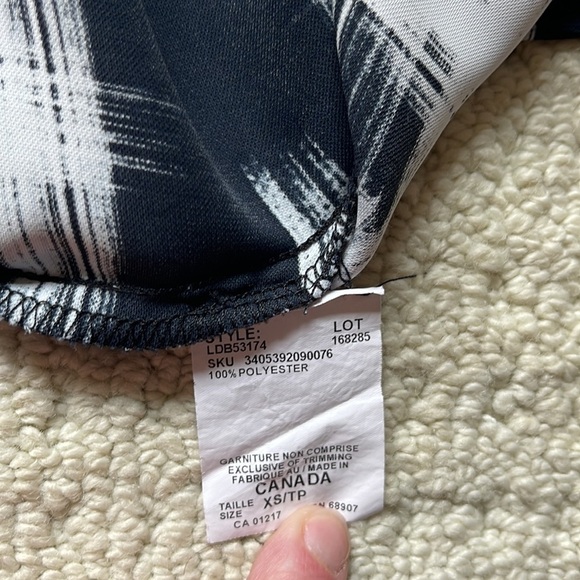 STYLE: LOT
LDB53174 168285
SKU 3405392090076
100% POLYESTER
GARNITURE NON COMPRISE
EXCLUSIVE OF TRIMMING
FABRIQUE AU / MADE IN
CANADA
TAILLE XS/TP
SIZE
CA 01217 N 68907